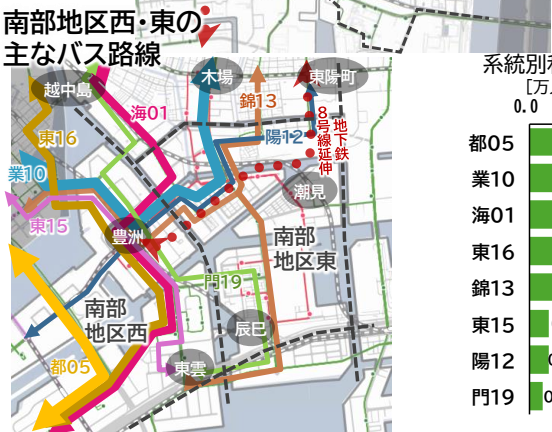 南部地区西・東の
主なバス路線
越中島
木場
東陽町
海01
錦13
東16
陽12
地下鉄
8号線延伸
業10
潮見
東15
豊洲
南部
地区東
門19
南部
地区西
辰巳
都05
東雲
系統別利
[万人
0.0
都05
業10
海01
東16
錦13
東15
陽12
門19